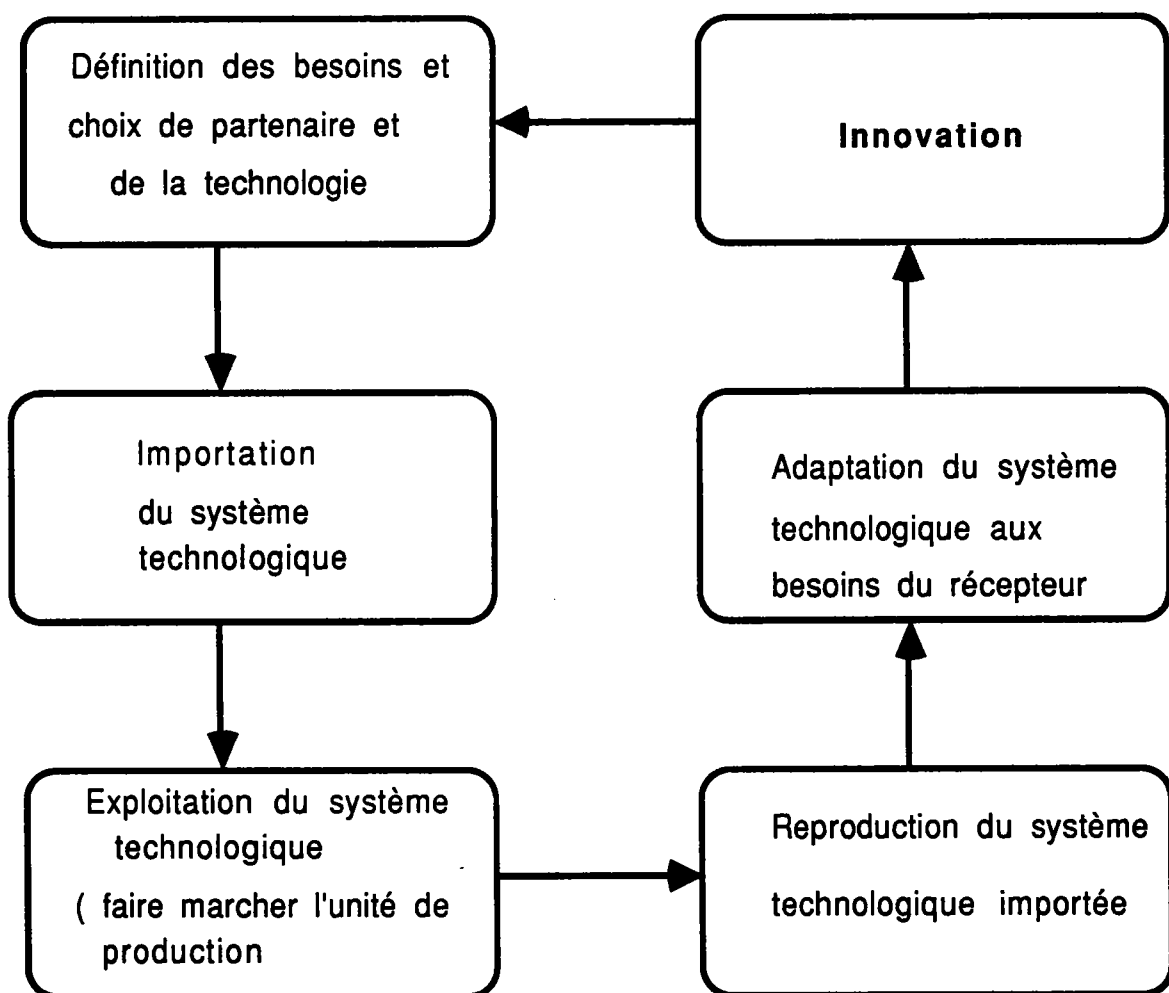 Définition des besoins et
choix de partenaire et
de la technologie
Innovation
Importation
du système
technologique
Adaptation du système
technologique aux
besoins du récepteur
Exploitation du système
technologique
( faire marcher l'unité de
production
Reproduction du système
technologique importée